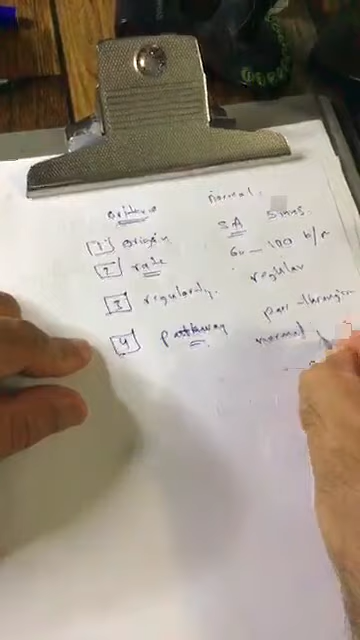 normal.
criteria
1 origin SA Sinus.
2 rate 60 - 100 b/m
3 regularity. regular
4 pathway pass through
normal